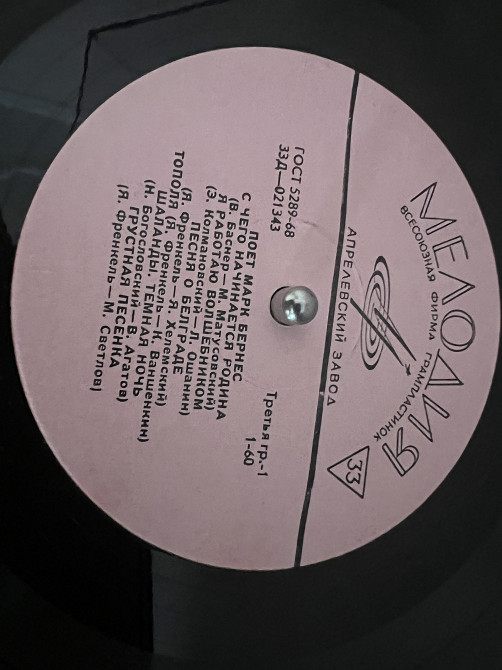 МЕЛОДИЯ
ВСЕСОЮЗНАЯ ФИРМА ГРАМПЛАСТИНОК
33
АПРЕЛЕВСКИЙ ЗАВОД
ГОСТ 5289-68
33Д—021343
Третья гр.-1
1-60
ПОЕТ МАРК БЕРНЕС
С ЧЕГО НАЧИНАЕТСЯ РОДИНА
(В. Баснер—М. Матусовский)
Я РАБОТАЮ ВОЛШЕБНИКОМ
(Э. Колмановский—Л. Ошанин)
ПЕСНЯ О БЕЛГРАДЕ
(Я. Френкель—Я. Хелемский)
ТОПОЛЯ (Я. Френкель—К. Ваншенкин)
ШАЛАНДЫ. ТЕМНАЯ НОЧЬ
(Н. Богословский—В. Агатов)
ГРУСТНАЯ ПЕСЕНКА
(Я. Френкель—М. Светлов)